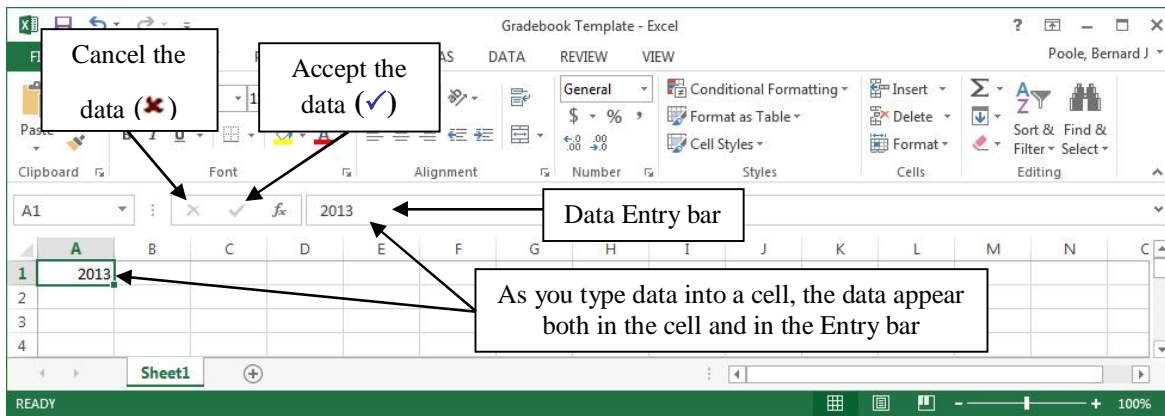 Gradebook Template - Excel
?
DATA REVIEW VIEW Poole, Bernard J
Cancel the
data (✖)
Accept the
data (✓)
General
$ % ,
Conditional Formatting
Format as Table
Cell Styles
Insert
Delete
Format
Sort & Find &
Filter Select
B I U
Clipboard Font Alignment Number Styles Cells Editing
A1 fx 2013
Data Entry bar
A B C D E F G H I J K L M N
1 2013
2
3
4
As you type data into a cell, the data appear
both in the cell and in the Entry bar
Sheet1
READY 100%